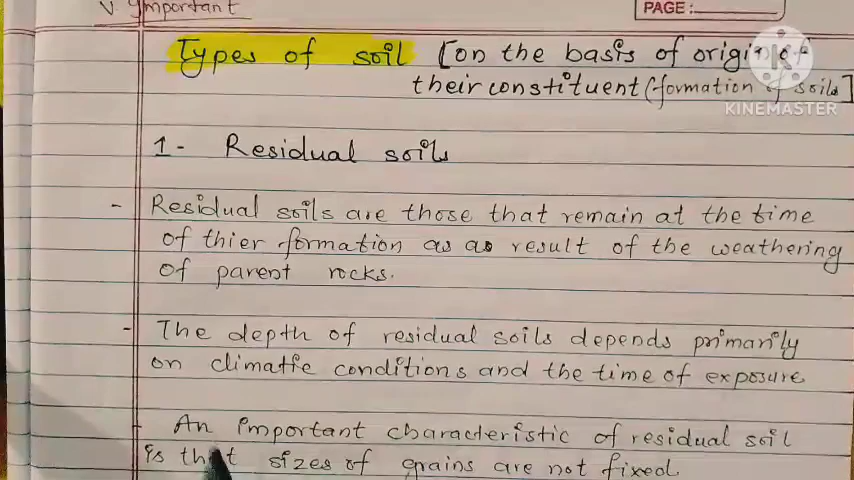 V Important
PAGE:
Types of soil [on the basis of origin of
their constituent (formation of soils]
KINEMASTER
1- Residual soils
- Residual soils are those that remain at the time
of thier formation as as result of the weathering
of parent rocks.
- The depth of residual soils depends primarily
on climatic conditions and the time of exposure
- An important characteristic of residual soil
is that sizes of grains are not fixed.